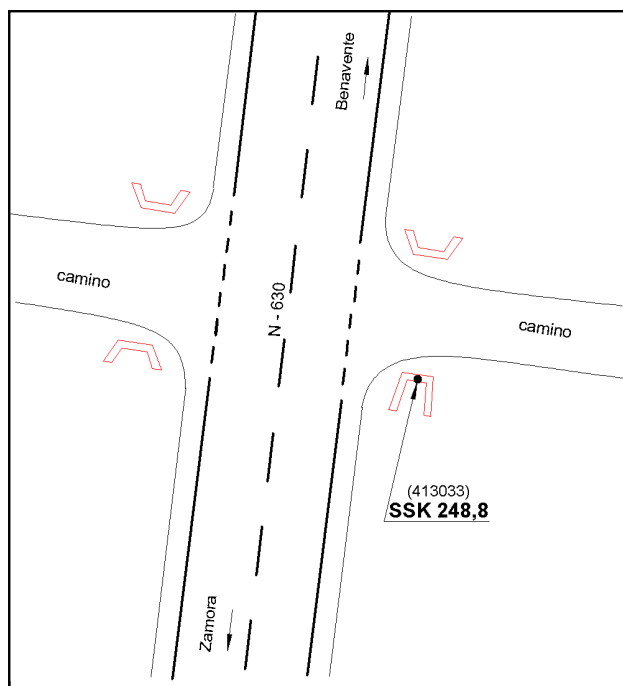 Benavente
camino
N - 630
camino
(413033)
SSK 248,8
Zamora